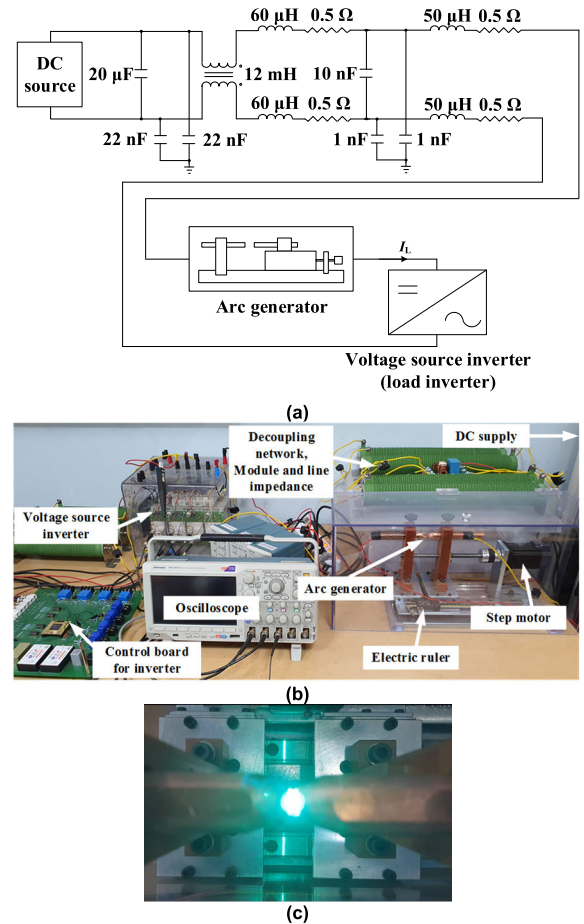 60 μH 0.5 Ω 50 μH 0.5 Ω
DC
source
20 μF
12 mH
10 nF
60 μH 0.5 Ω 50 μH 0.5 Ω
22 nF 22 nF 1 nF 1 nF
I_L
Arc generator
Voltage source inverter
(load inverter)
(a)
Decoupling
network,
Module and line
impedance
DC supply
Voltage source
inverter
Oscilloscope
Arc generator
Step motor
Control board
for inverter
Electric ruler
(b)
(c)